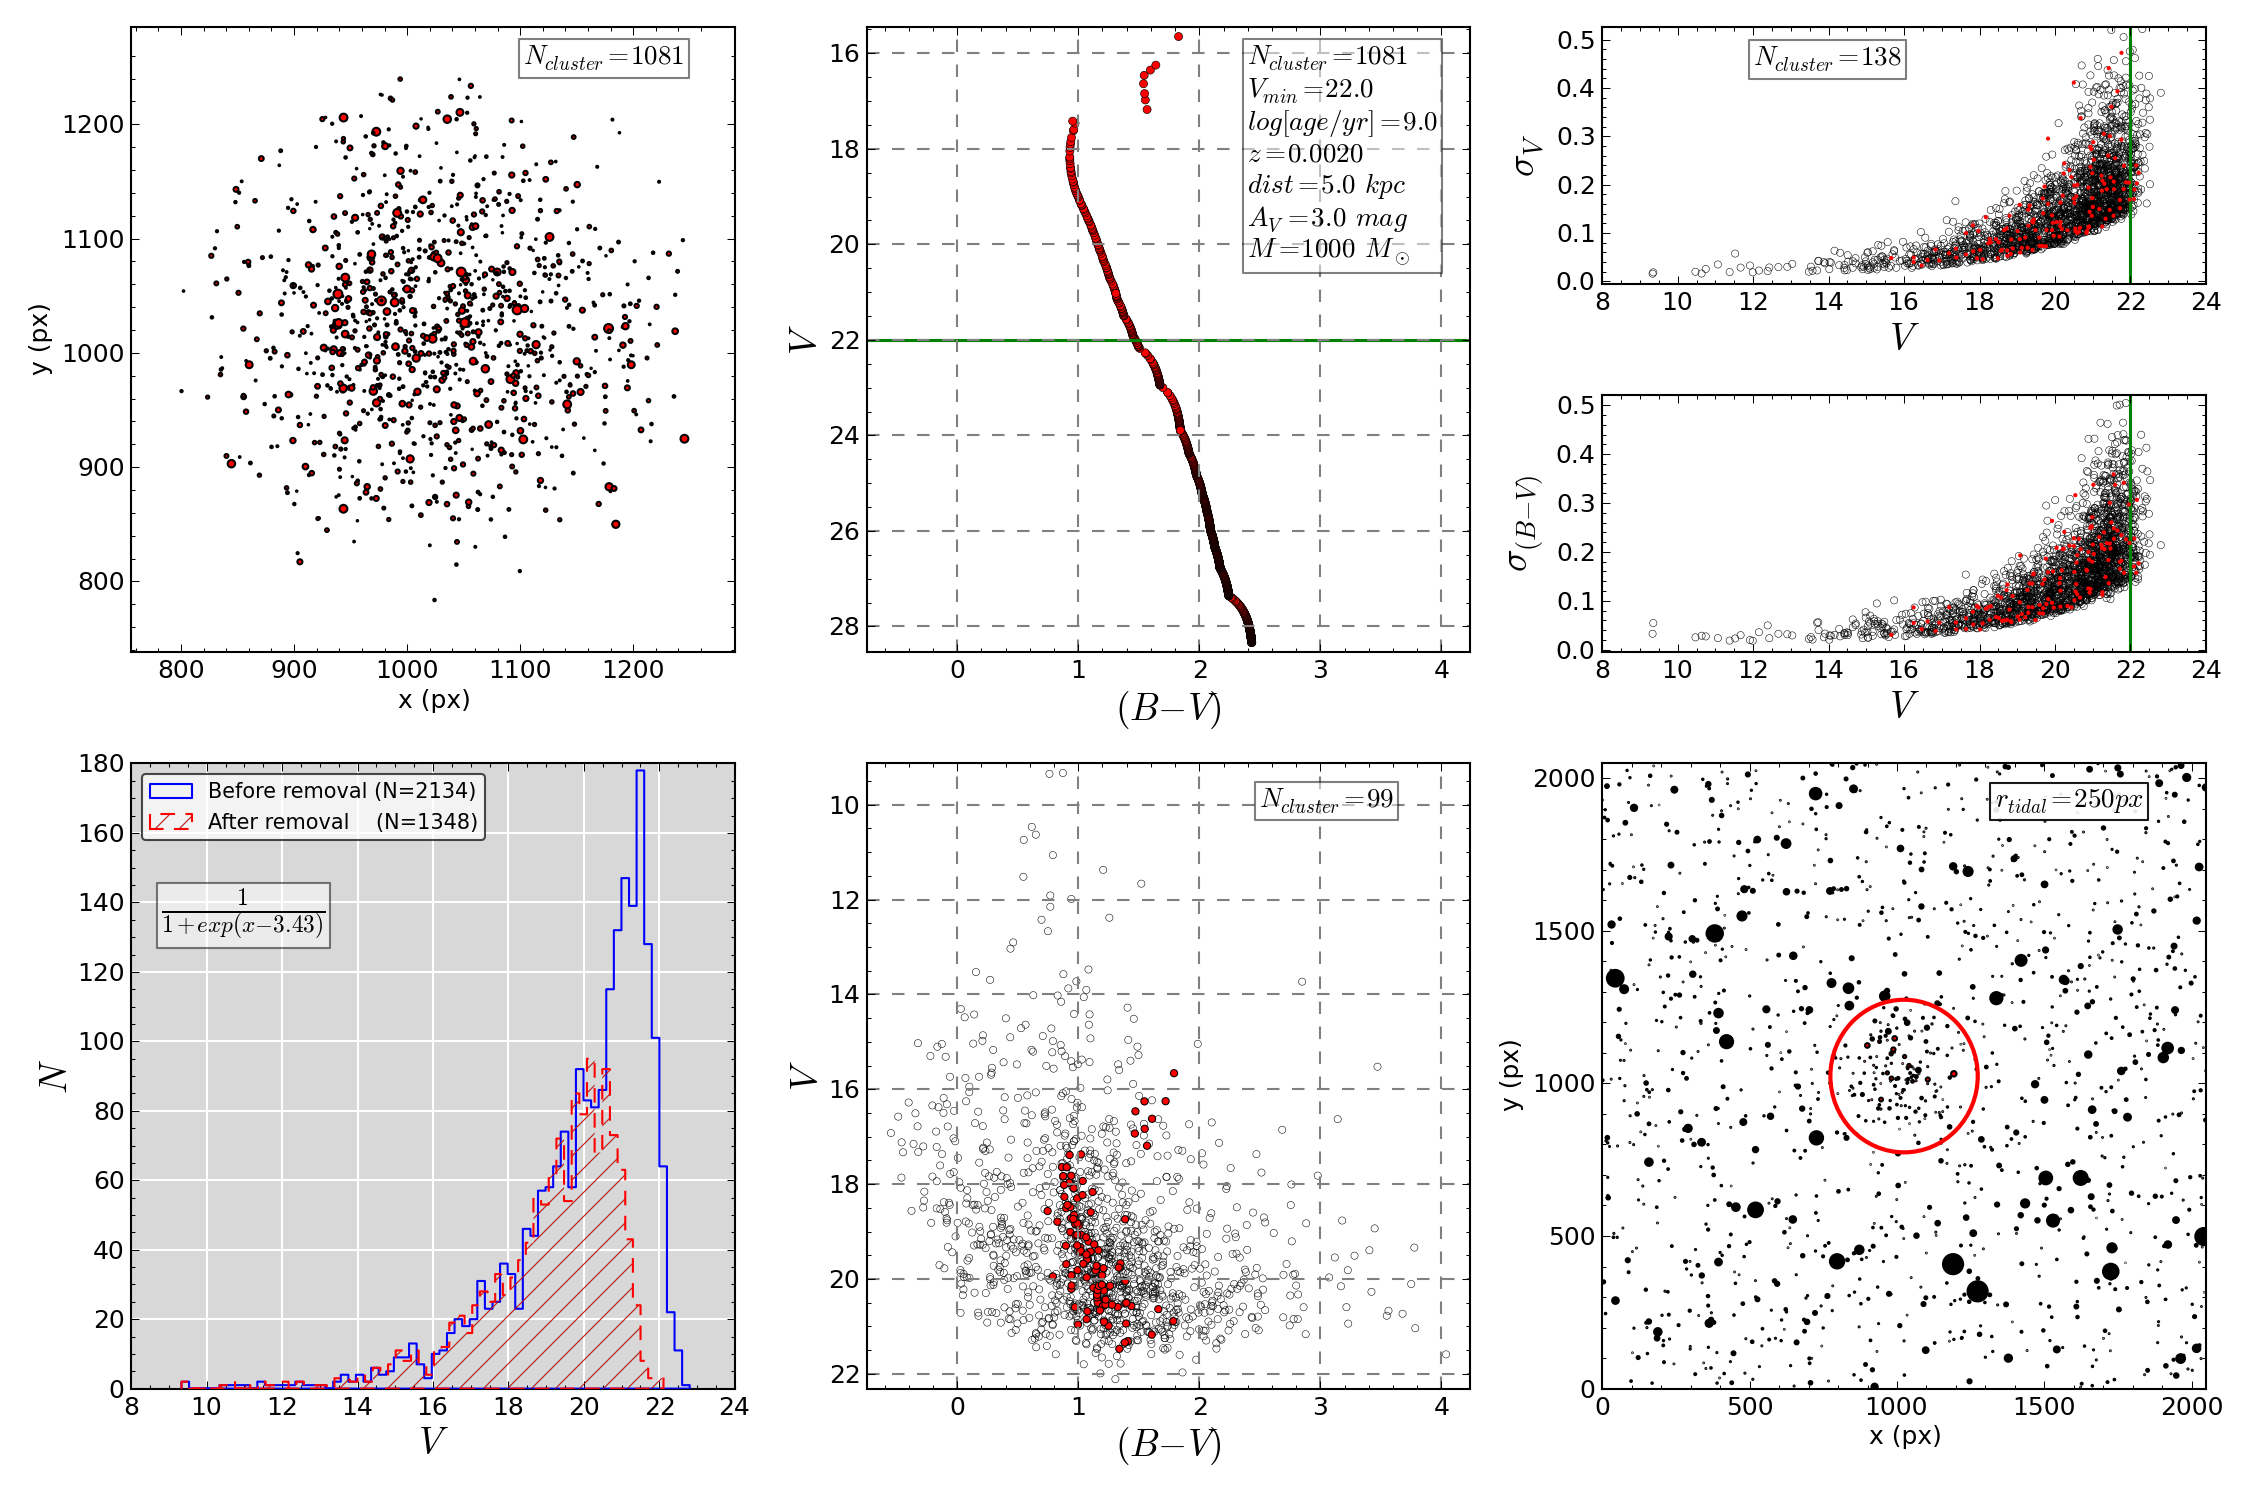 N_cluster=1081
1200
1100
1000
900
800
y (px)
800 900 1000 1100 1200
x (px)
N_cluster=1081
V_min=22.0
log[age/yr]=9.0
z=0.0020
dist=5.0 kpc
A_V=3.0 mag
M=1000 M_⊙
16
18
20
22
24
26
28
V
0 1 2 3 4
(B−V)
N_cluster=138
0.5
0.4
0.3
0.2
0.1
0.0
σ_V
8 10 12 14 16 18 20 22 24
V
0.5
0.4
0.3
0.2
0.1
0.0
σ_(B−V)
8 10 12 14 16 18 20 22 24
V
Before removal (N=2134)
After removal (N=1348)
1
1+exp(x−3.43)
180
160
140
120
100
80
60
40
20
0
N
8 10 12 14 16 18 20 22 24
V
N_cluster=99
10
12
14
16
18
20
22
V
0 1 2 3 4
(B−V)
r_tidal=250px
2000
1500
1000
500
0
y (px)
0 500 1000 1500 2000
x (px)